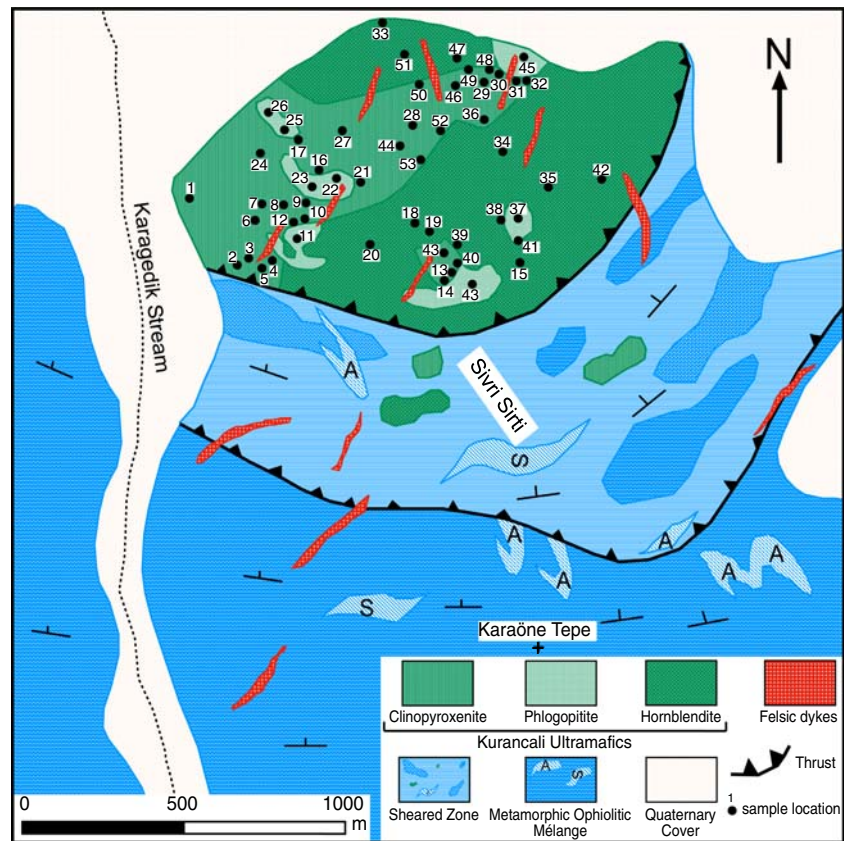 33
47
48
45
51
N
49
30
31
32
50
46
29
26
28
52
36
25
27
17
44
34
24
16
53
23
22
21
35
42
1
7
8
9
6
12
10
18
38
37
11
19
39
20
3
43
41
2
4
40
5
13
15
14
43
Karagedik Stream
A
Sivri Sirti
S
A
A
A
A
A
S
Karaöne Tepe
Clinopyroxenite Phlogopitite Hornblendite Felsic dykes
Kurancali Ultramafics
A S
Thrust
Sheared Zone Metamorphic Ophiolitic Mélange Quaternary Cover
1
sample location
0 500 1000
m